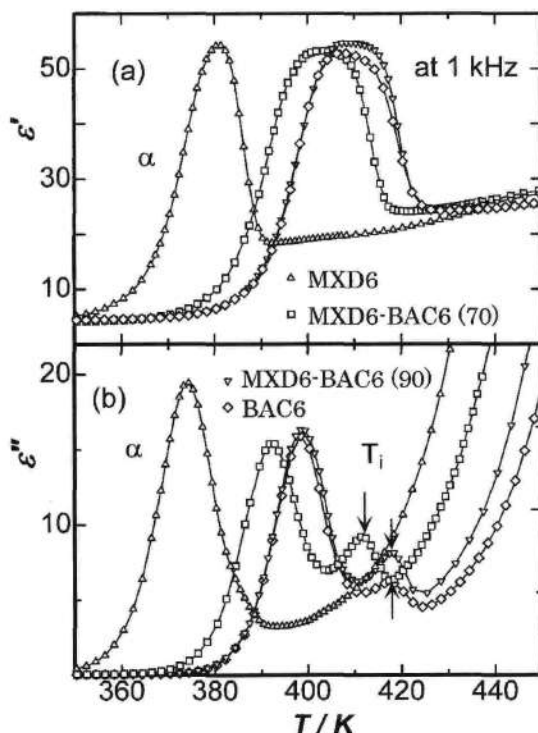 (a)
at 1 kHz
50
ε'
α
30
△ MXD6
□ MXD6-BAC6 (70)
10
20
▽ MXD6-BAC6 (90)
(b)
◇ BAC6
α
T_i
ε"
10
0
360 380 400 420 440
T / K